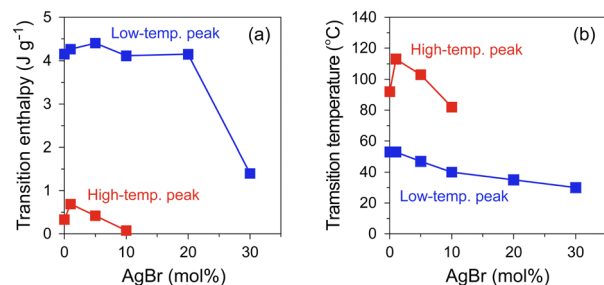 Transition enthalpy (J g⁻¹)
5
4
3
2
1
0
0
10
20
30
AgBr (mol%)
Low-temp. peak
(a)
High-temp. peak
Tramsition temperature (°C)
140
120
100
80
60
40
20
0
0
10
20
30
AgBr (mol%)
(b)
High-temp. peak
Low-temp. peak